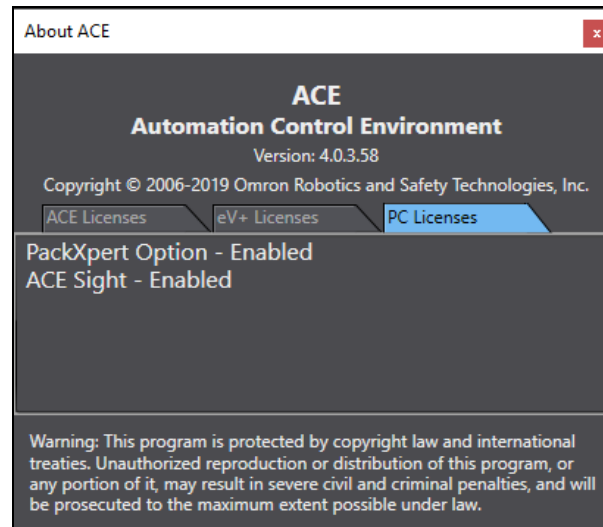 About ACE
x
ACE
Automation Control Environment
Version: 4.0.3.58
Copyright © 2006-2019 Omron Robotics and Safety Technologies, Inc.
ACE Licenses eV+ Licenses PC Licenses
PackXpert Option - Enabled
ACE Sight - Enabled
Warning: This program is protected by copyright law and international
treaties. Unauthorized reproduction or distribution of this program, or
any portion of it, may result in severe civil and criminal penalties, and will
be prosecuted to the maximum extent possible under law.